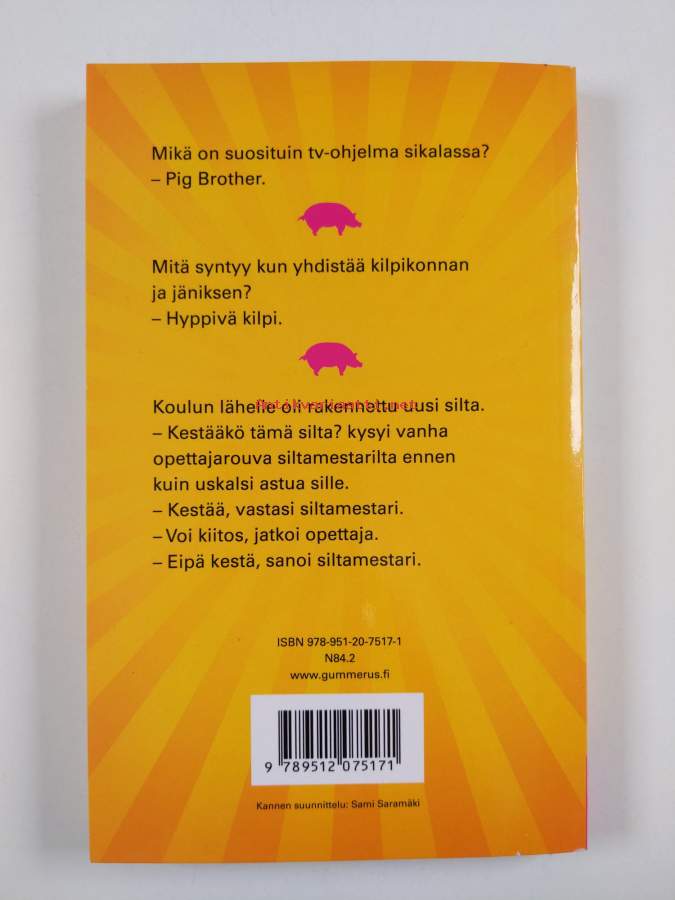 Mikä on suosituin tv-ohjelma sikalassa?
– Pig Brother.
Mitä syntyy kun yhdistää kilpikonnan
ja jäniksen?
– Hyppivä kilpi.
Koulun lähelle oli rakennettu uusi silta.
Antikvariaatti.net
– Kestääkö tämä silta? kysyi vanha
opettajarouva siltamestarilta ennen
kuin uskalsi astua sille.
– Kestää, vastasi siltamestari.
– Voi kiitos, jatkoi opettaja.
– Eipä kestä, sanoi siltamestari.
ISBN 978-951-20-7517-1
N84.2
www.gummerus.fi
9 789512 075171
Kannen suunnittelu: Sami Saramäki